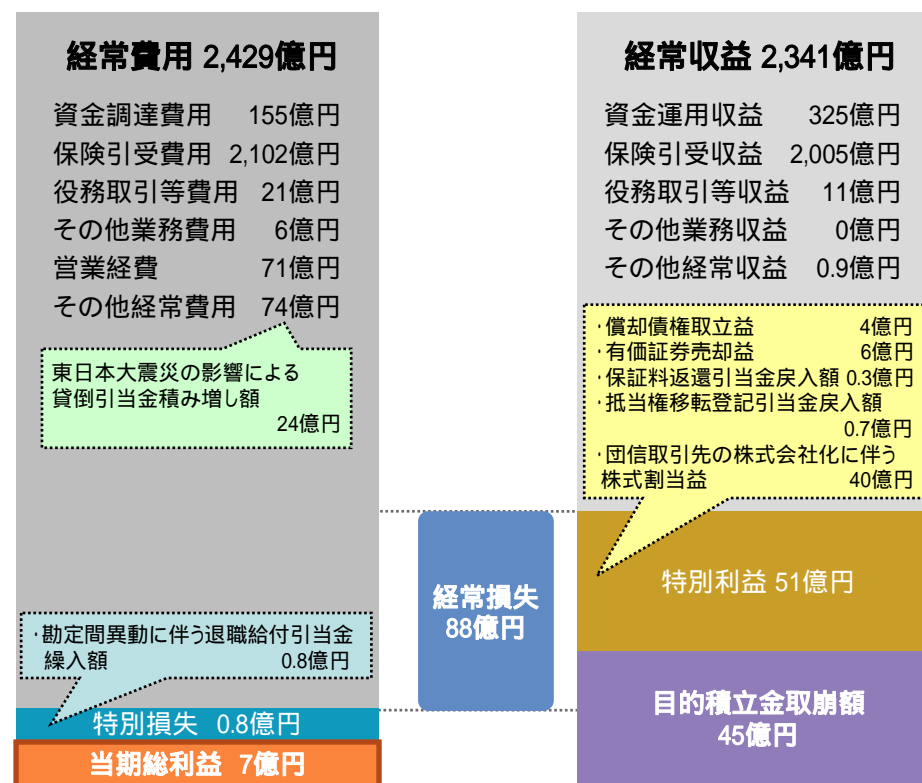 経常費用 2,429億円
資金調達費用 155億円
保険引受費用 2,102億円
役務取引等費用 21億円
その他業務費用 6億円
営業経費 71億円
その他経常費用 74億円
東日本大震災の影響による
貸倒引当金積み増し額
24億円
・勘定間異動に伴う退職給付引当金
繰入額 0.8億円
特別損失 0.8億円
当期総利益 7億円
経常損失
88億円
経常収益 2,341億円
資金運用収益 325億円
保険引受収益 2,005億円
役務取引等収益 11億円
その他業務収益 0億円
その他経常収益 0.9億円
・償却債権取立益 4億円
・有価証券売却益 6億円
・保証料返還引当金戻入額 0.3億円
・抵当権移転登記引当金戻入額
0.7億円
・団信取引先の株式会社化に伴う
株式割当益 40億円
特別利益 51億円
目的積立金取崩額
45億円